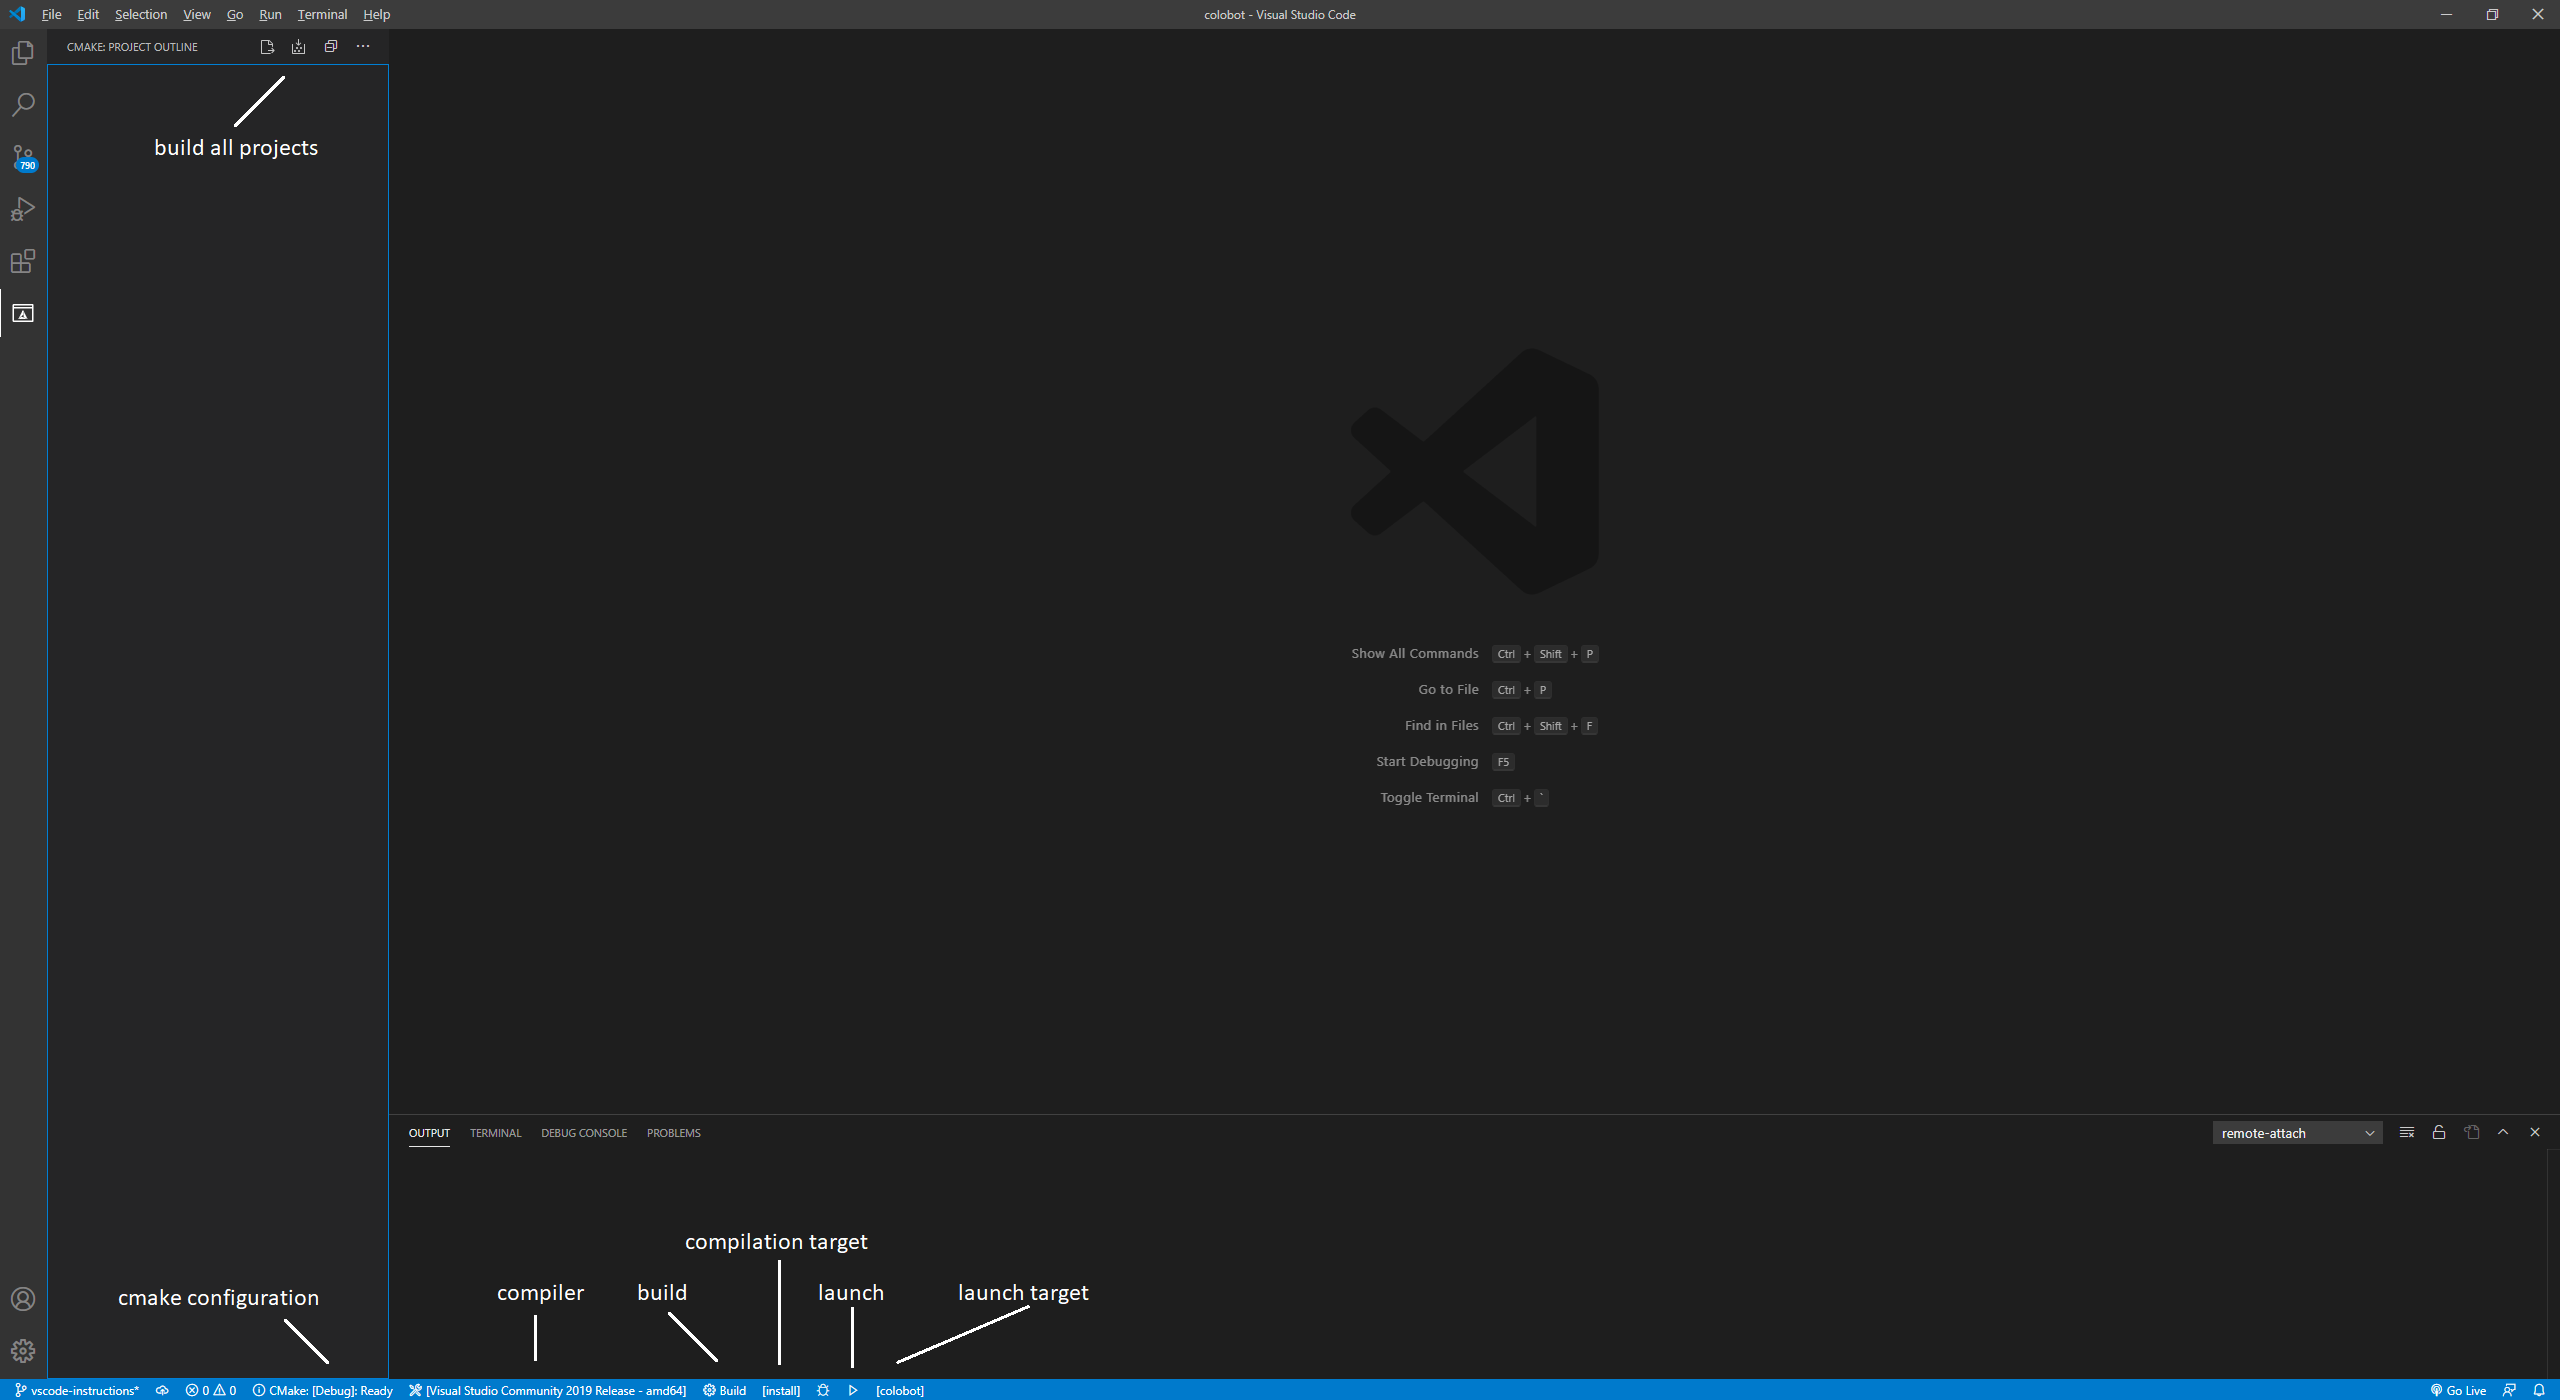 File Edit Selection View Go Run Terminal Help
colobot - Visual Studio Code
CMAKE: PROJECT OUTLINE
build all projects
790
Show All Commands Ctrl + Shift + P
Go to File Ctrl + P
Find in Files Ctrl + Shift + F
Start Debugging F5
Toggle Terminal Ctrl + `
OUTPUT TERMINAL DEBUG CONSOLE PROBLEMS
remote-attach
compilation target
cmake configuration
compiler
build
launch
launch target
vscode-instructions* 0 0 CMake: [Debug]: Ready [Visual Studio Community 2019 Release - amd64] Build [install] [colobot] Go Live